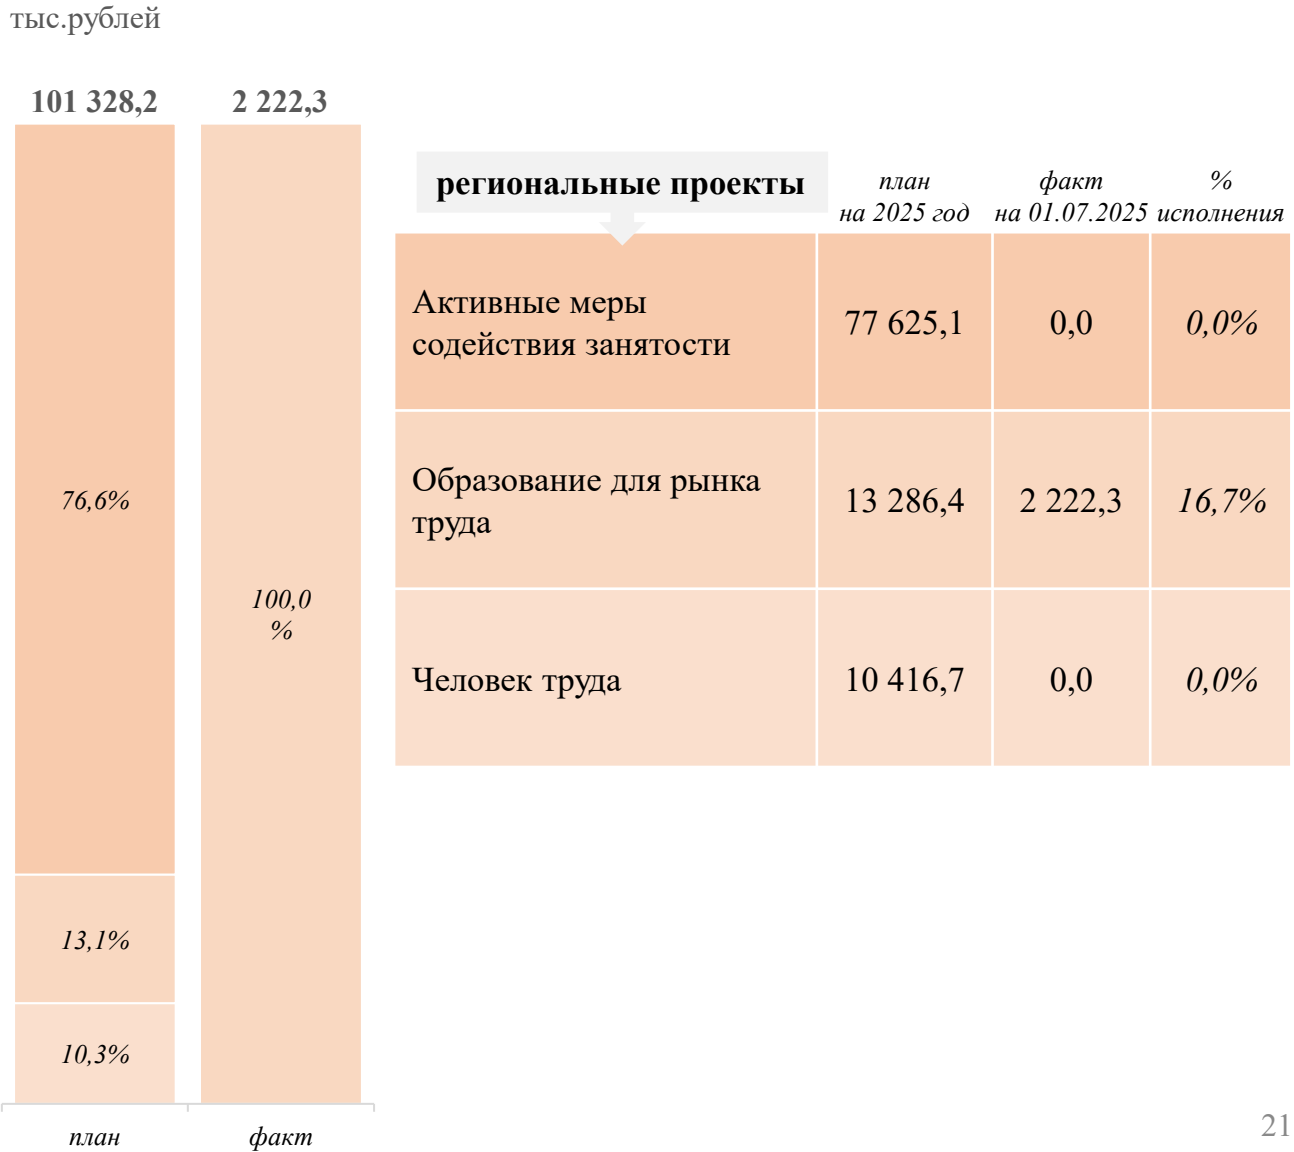 тыс.рублей
101 328,2
2 222,3
76,6%
13,1%
10,3%
100,0
%
план
факт
региональные проекты
план
на 2025 год
факт
на 01.07.2025
%
исполнения
Активные меры
содействия занятости
77 625,1
0,0
0,0%
Образование для рынка
труда
13 286,4
2 222,3
16,7%
Человек труда
10 416,7
0,0
0,0%
21